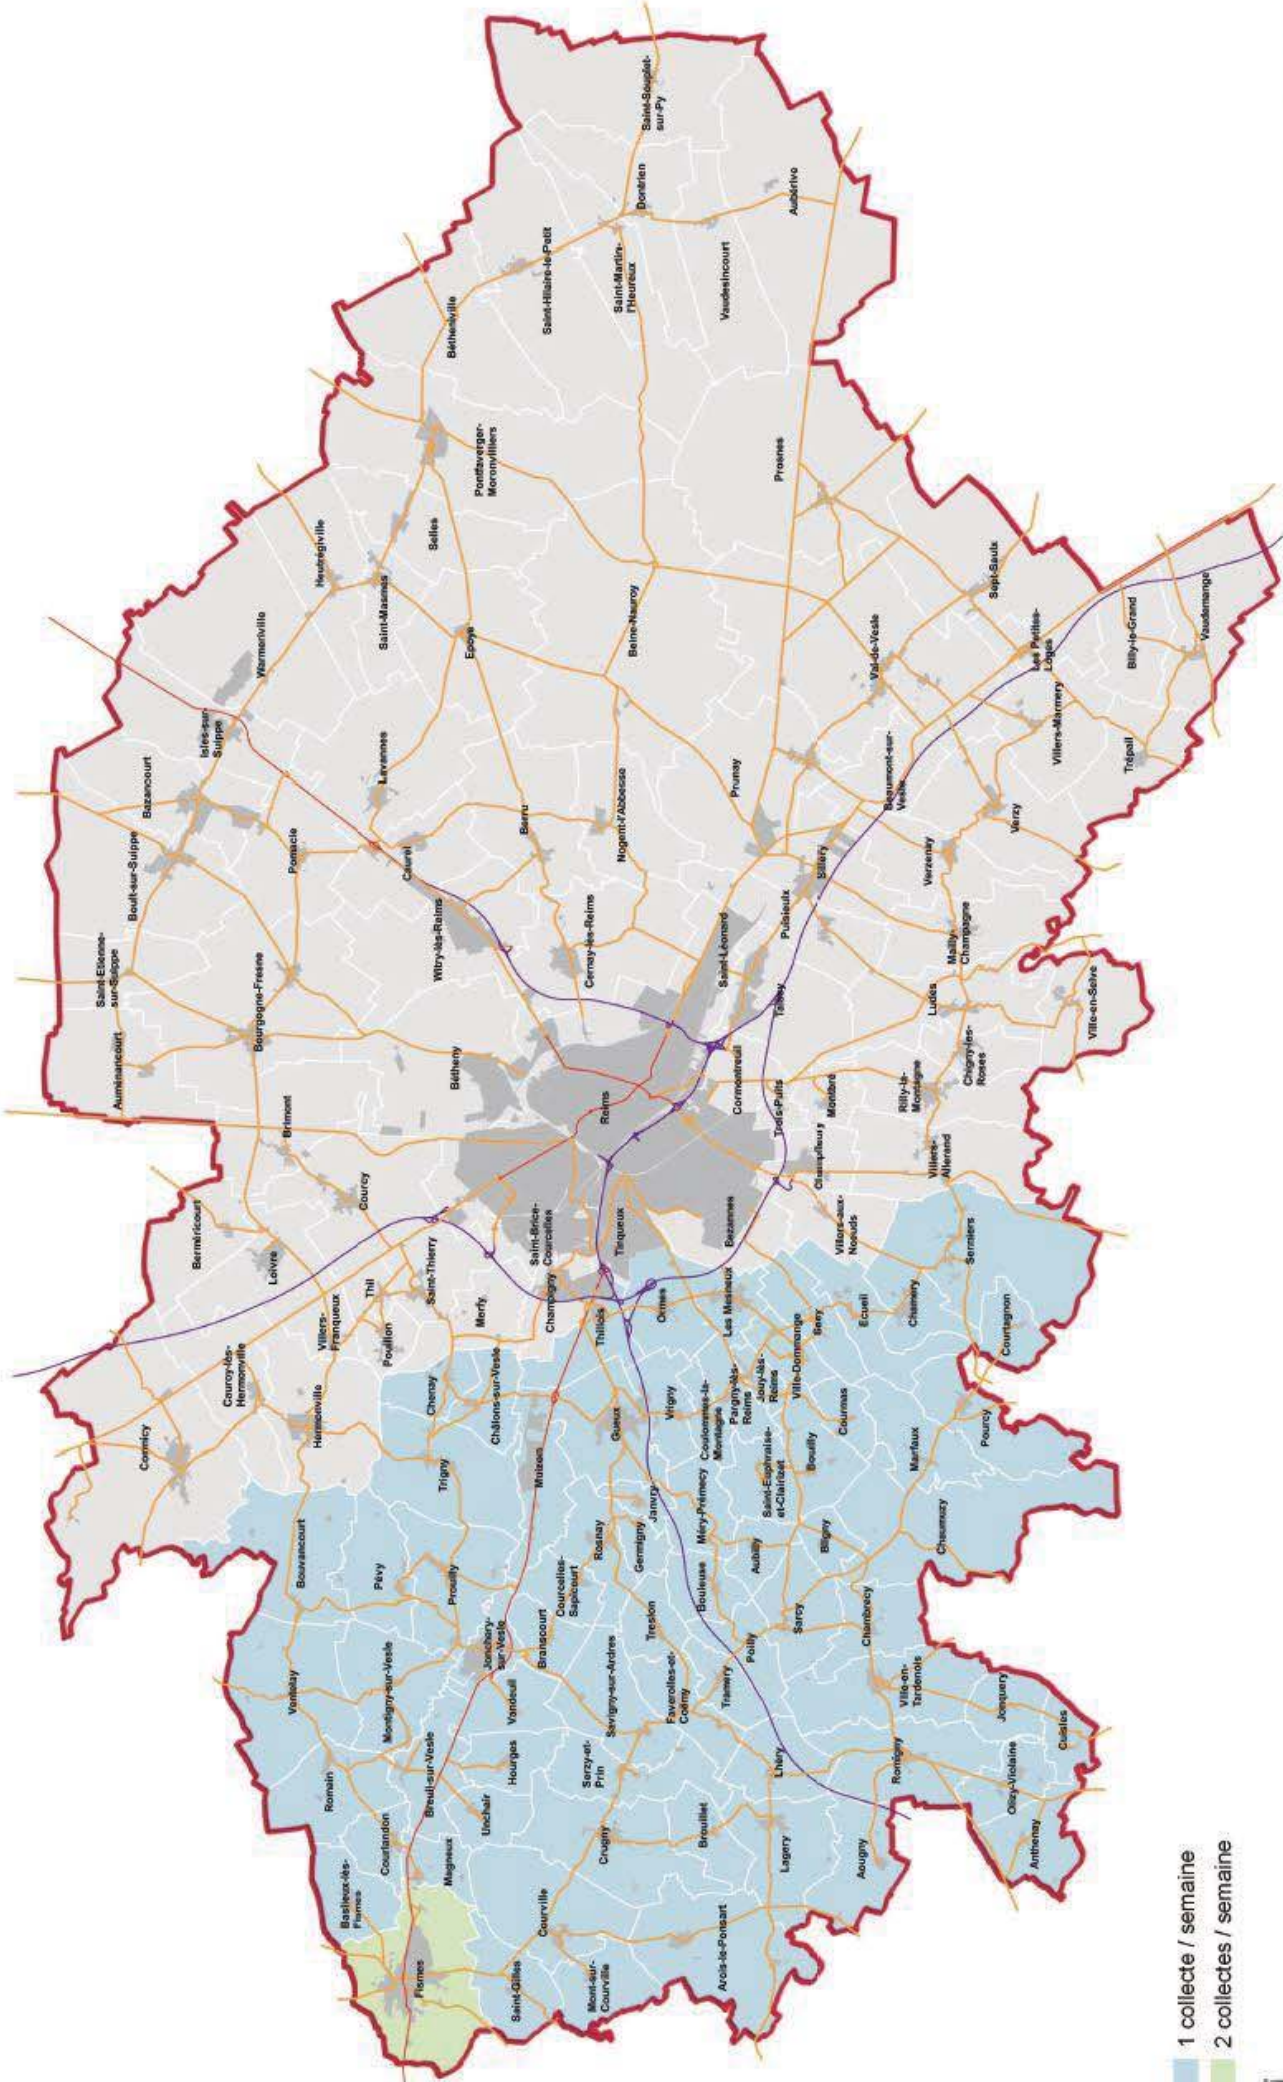 Auménancourt
Saint-Etienne-
sur-Suippe
Boult-sur-Suippe
Bazancourt
Cormicy
Berméricourt
Isles-sur-
Suippe
Cauroy-lès-
Hermonville
Bourgogne-Fresne
Warmeriville
Loivre
Brimont
Pomacle
Ventelay
Bouvancourt
Hermonville
Villers-
Franqueux
Heutrégiville
Romain
Baslieux-lès-
Fismes
Courcy
Thil
Pouillon
Pévy
Lavannes
Saint-Masmes
Courlandon
Montigny-sur-Vesle
Caurel
Fismes
Breuil-sur-Vesle
Chenay
Saint-Thierry
Selles
Trigny
Witry-lès-Reims
Magneux
Prouilly
Bétheny
Bétheniville
Epoye
Unchair
Merfy
Pontfaverger-
Moronvilliers
Jonchery-
sur-Vesle
Châlons-sur-Vesle
Saint-Gilles
Hourges
Vandeuil
Berru
Courville
Branscourt
Muizon
Champigny
Saint-Brice-
Courcelles
Saint-Hilaire-le-Petit
Courcelles-
Sapicourt
Mont-sur-
Courville
Serzy-et-
Prin
Cernay-lès-Reims
Crugny
Savigny-sur-Ardres
Rosnay
Thillois
Reims
Gueux
Tinqueux
Nogent-l'Abbesse
Saint-Martin-
l'Heureux
Beine-Nauroy
Germigny
Dontrien
Saint-Souplet-
sur-Py
Treslon
Janvry
Ormes
Faverolles-et-
Coëmy
Vrigny
Brouillet
Bouleuse
Méry-Prémecy
Coulommes-la-
Montagne
Arcis-le-Ponsart
Tramery
Les Mesneux
Bezannes
Saint-Léonard
Vaudesincourt
Pargny-lès-
Reims
Cormontreuil
Prunay
Poilly
Aubilly
Jouy-lès-
Reims
Saint-Euphraise-
et-Clairizet
Lhéry
Trois-Puits
Taissy
Puisieulx
Prosnes
Lagery
Sarcy
Ville-Dommange
Aubérive
Bouilly
Sacy
Champfleury
Sillery
Bligny
Courmas
Villers-aux-
Noeuds
Montbré
Aougny
Chambrecy
Ecueil
Val-de-Vesle
Romigny
Beaumont-sur-
Vesle
Ville-en-
Tardenois
Marfaux
Chamery
Rilly-la-
Montagne
Verzenay
Villers-
Allerand
Ludes
Chaumuzy
Mailly-
Champagne
Sermiers
Chigny-les-
Roses
Pourcy
Sept-Saulx
Jonquery
Courtagnon
Olizy-Violaine
Verzy
Anthenay
Les Petites-
Loges
Cuisles
Villers-Marmery
Ville-en-Selve
Trépail
Billy-le-Grand
Vaudemange
1 collecte / semaine
2 collectes / semaine